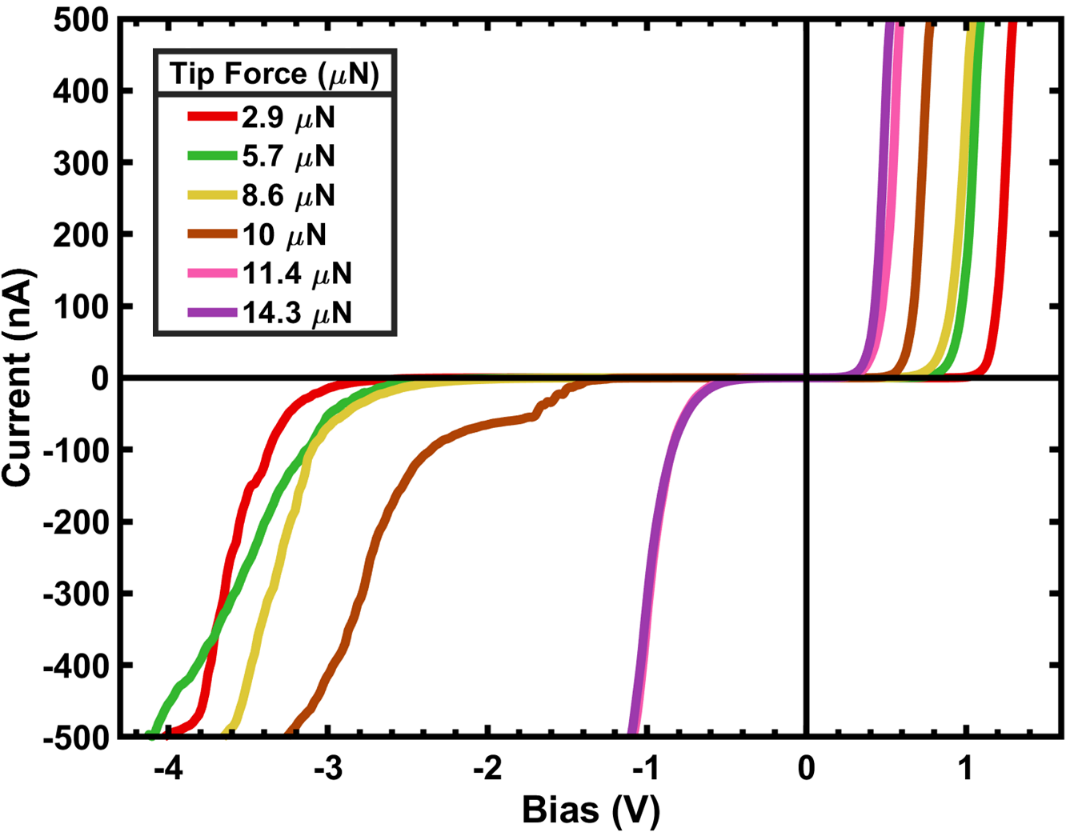 500
400
300
200
100
0
-100
-200
-300
-400
-500
Current (nA)
Tip Force (μN)
2.9 μN
5.7 μN
8.6 μN
10 μN
11.4 μN
14.3 μN
-4 -3 -2 -1 0 1
Bias (V)